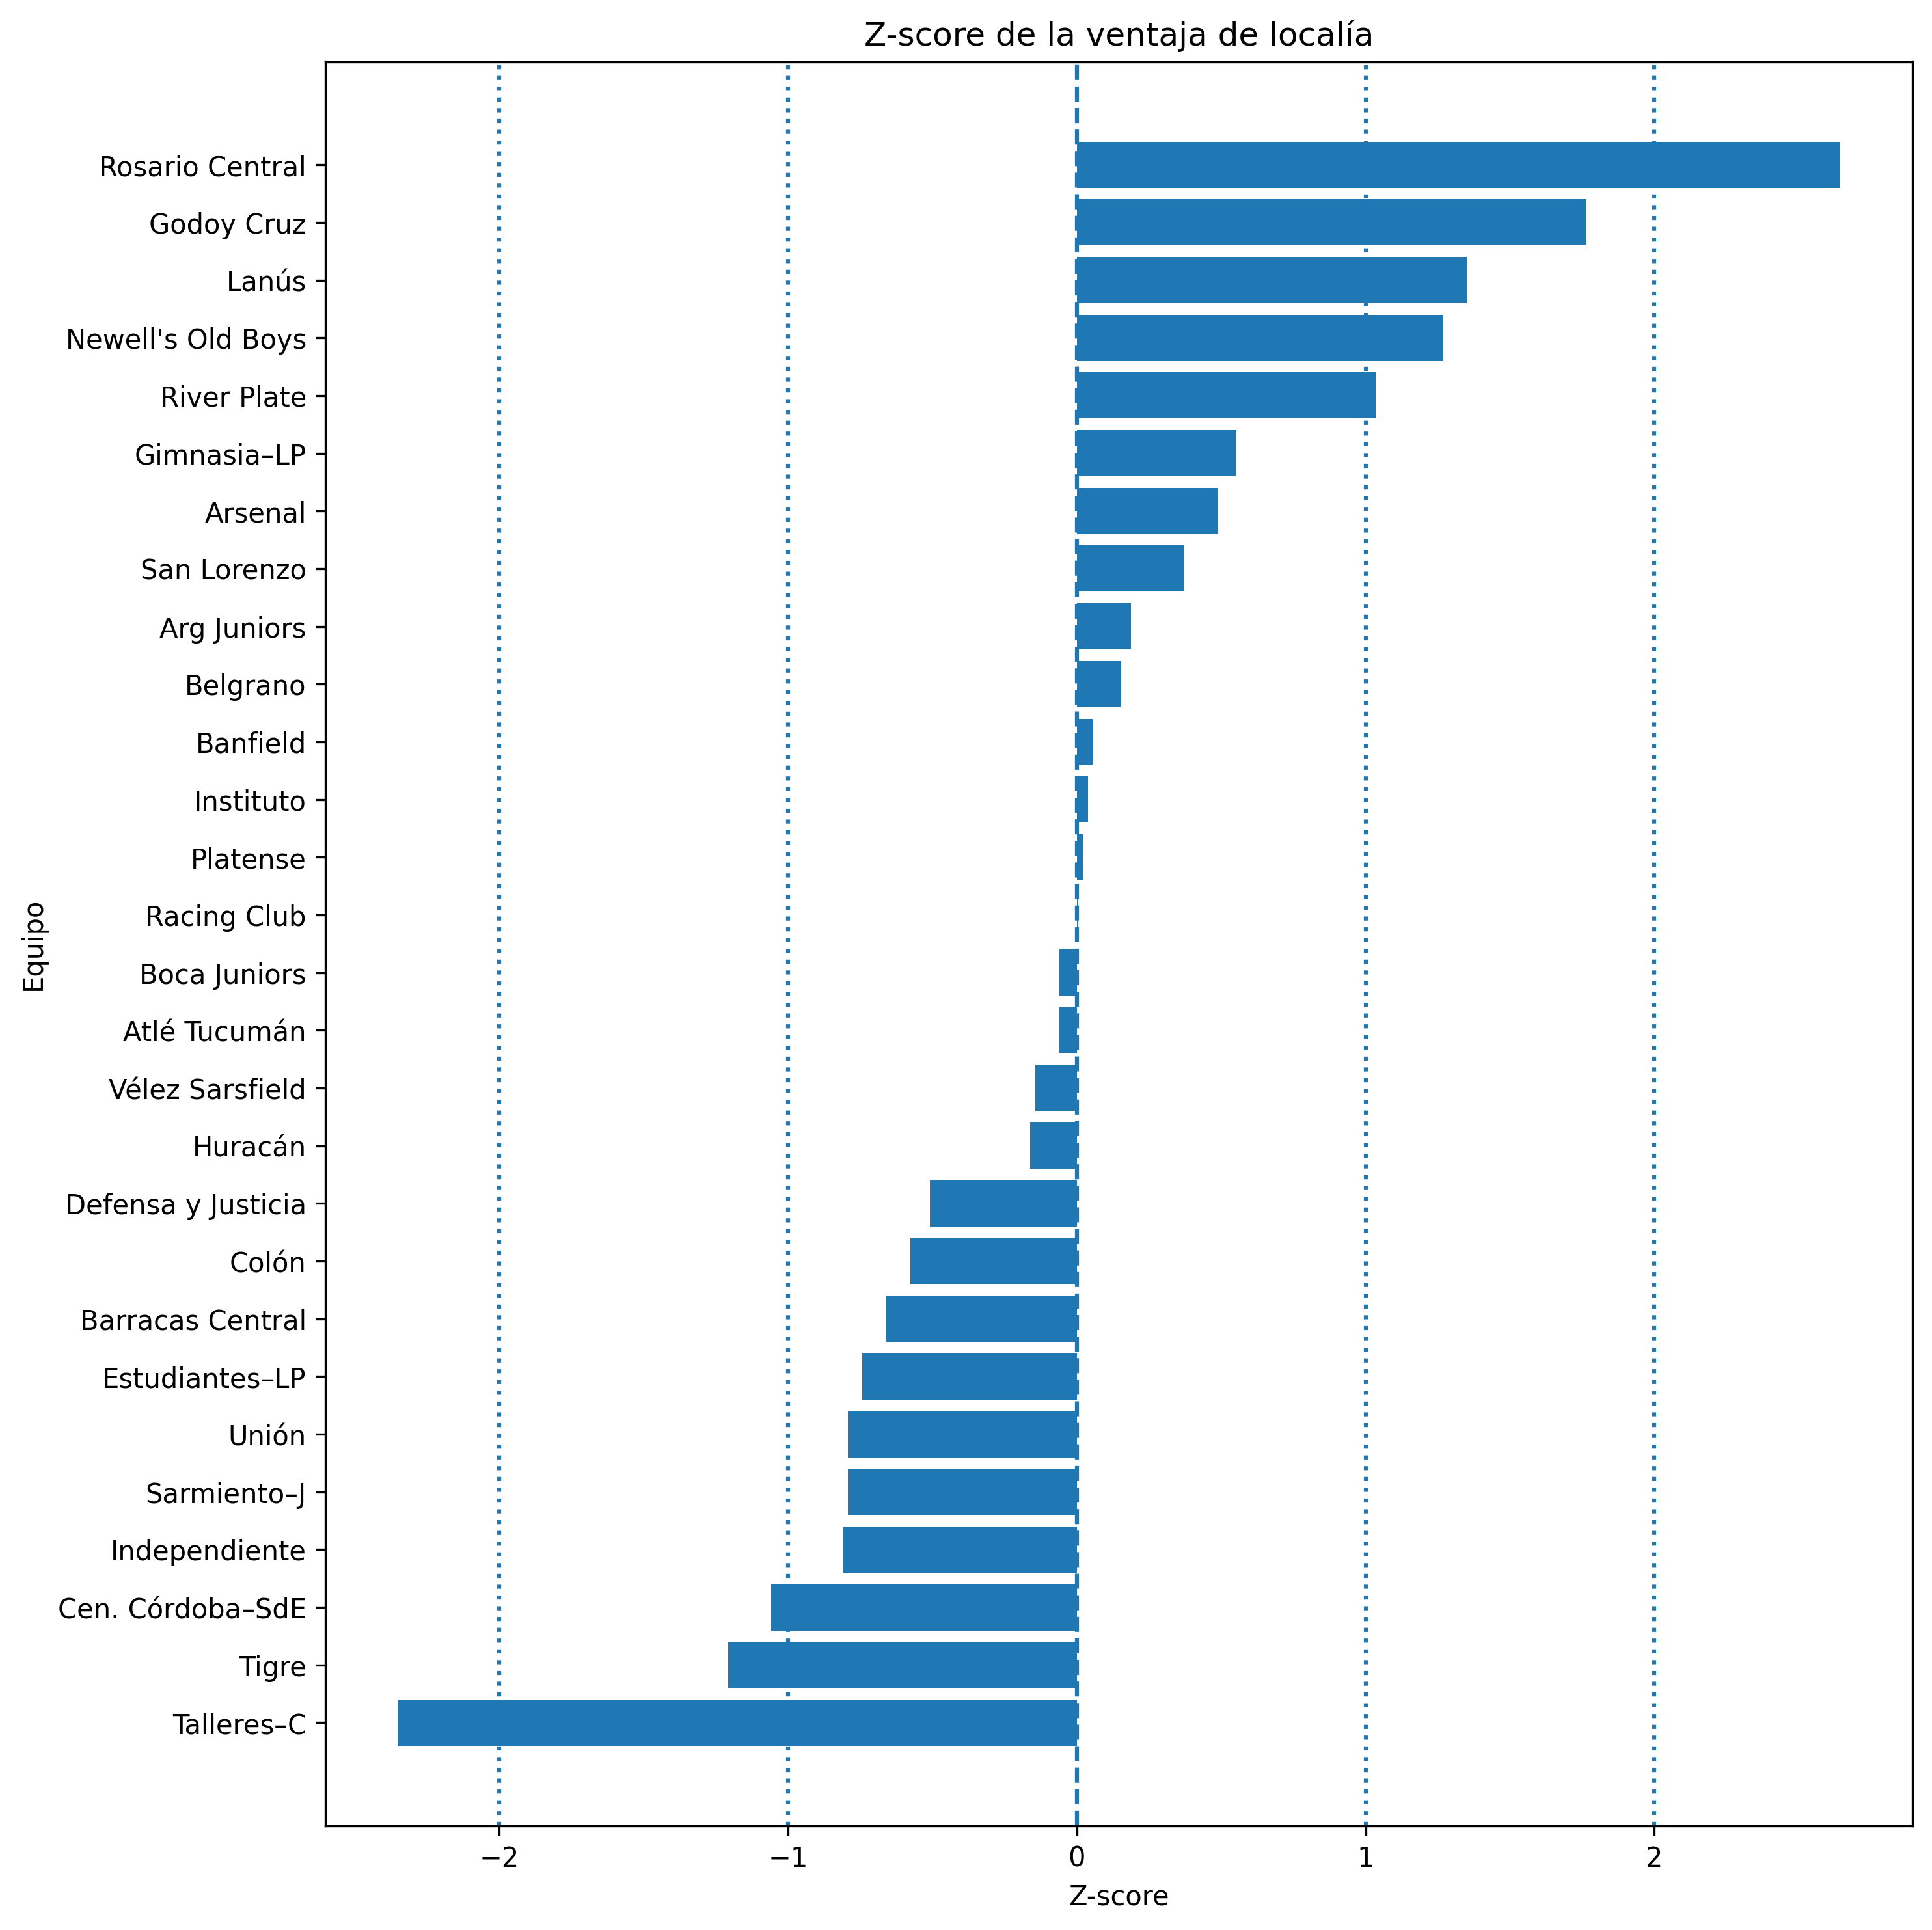 Z-score de la ventaja de localía
Rosario Central
Godoy Cruz
Lanús
Newell's Old Boys
River Plate
Gimnasia–LP
Arsenal
San Lorenzo
Arg Juniors
Belgrano
Banfield
Instituto
Platense
Racing Club
Boca Juniors
Atlé Tucumán
Vélez Sarsfield
Huracán
Defensa y Justicia
Colón
Barracas Central
Estudiantes–LP
Unión
Sarmiento–J
Independiente
Cen. Córdoba–SdE
Tigre
Talleres–C
Equipo
−2 −1 0 1 2
Z-score